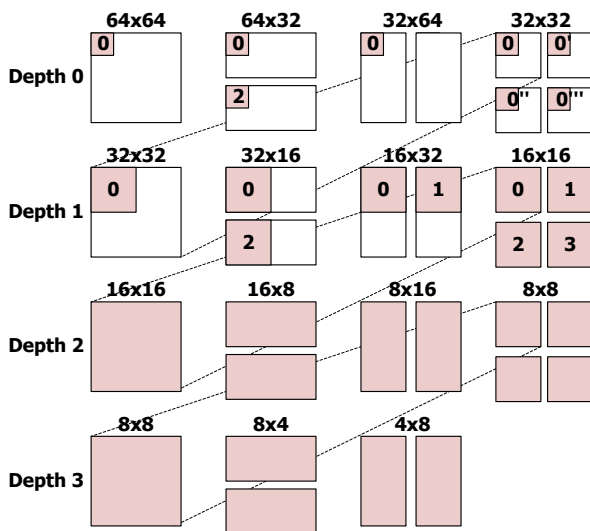 64x64 64x32 32x64 32x32
0 0 0 0 0'
Depth 0
2 0'' 0'''
32x32 32x16 16x32 16x16
0 0 0 1 0 1
Depth 1
2 2 3
16x16 16x8 8x16 8x8
Depth 2
8x8 8x4 4x8
Depth 3